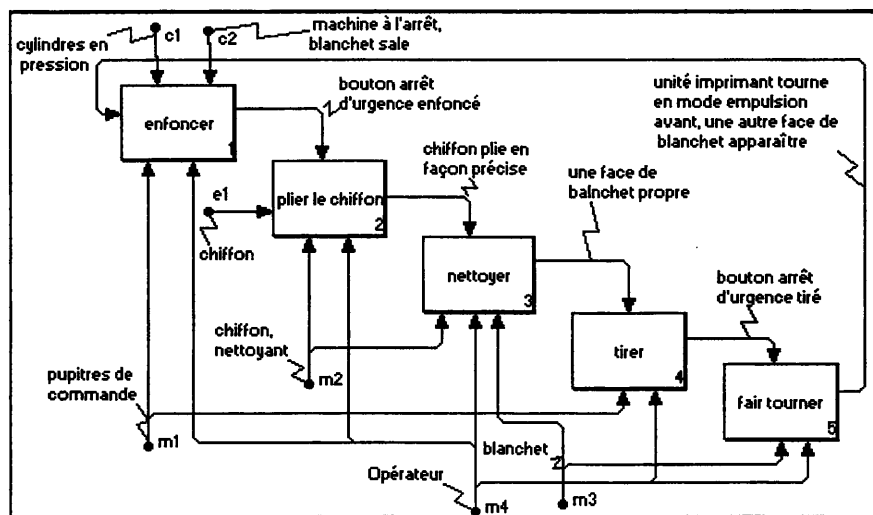 cylindres en
pression
c1
c2
machine à l'arrêt,
blanchet sale
enfoncer
1
bouton arrêt
d'urgence enfoncé
unité imprimant tourne
en mode empulsion
avant, une autre face de
blanchet apparaître
e1
chiffon
plier le chiffon
2
chiffon plie en
façon précise
une face de
balnchet propre
nettoyer
3
bouton arrêt
d'urgence tiré
chiffon,
nettoyant
m2
tirer
4
pupitres de
commande
m1
fair tourner
5
blanchet
2
Opérateur
m4
m3